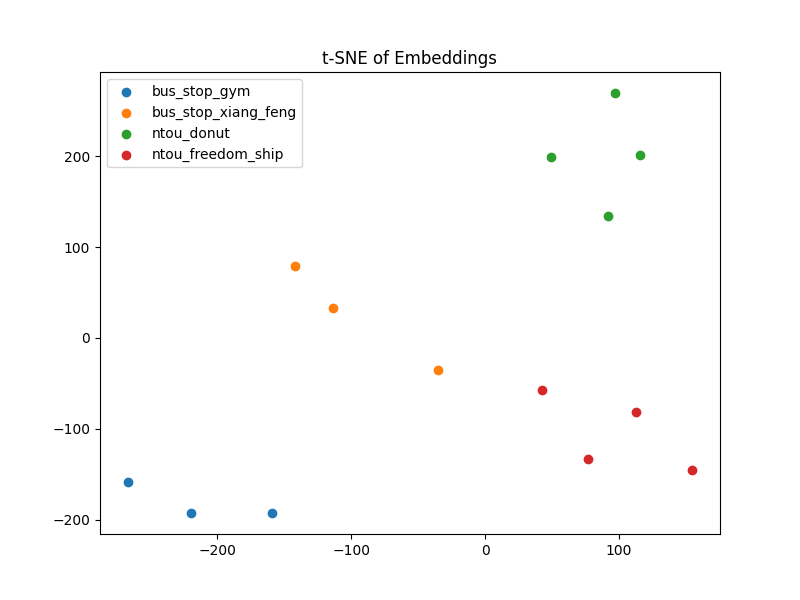 t-SNE of Embeddings
bus_stop_gym
bus_stop_xiang_feng
ntou_donut
ntou_freedom_ship
200
100
0
−100
−200
−200
−100
0
100